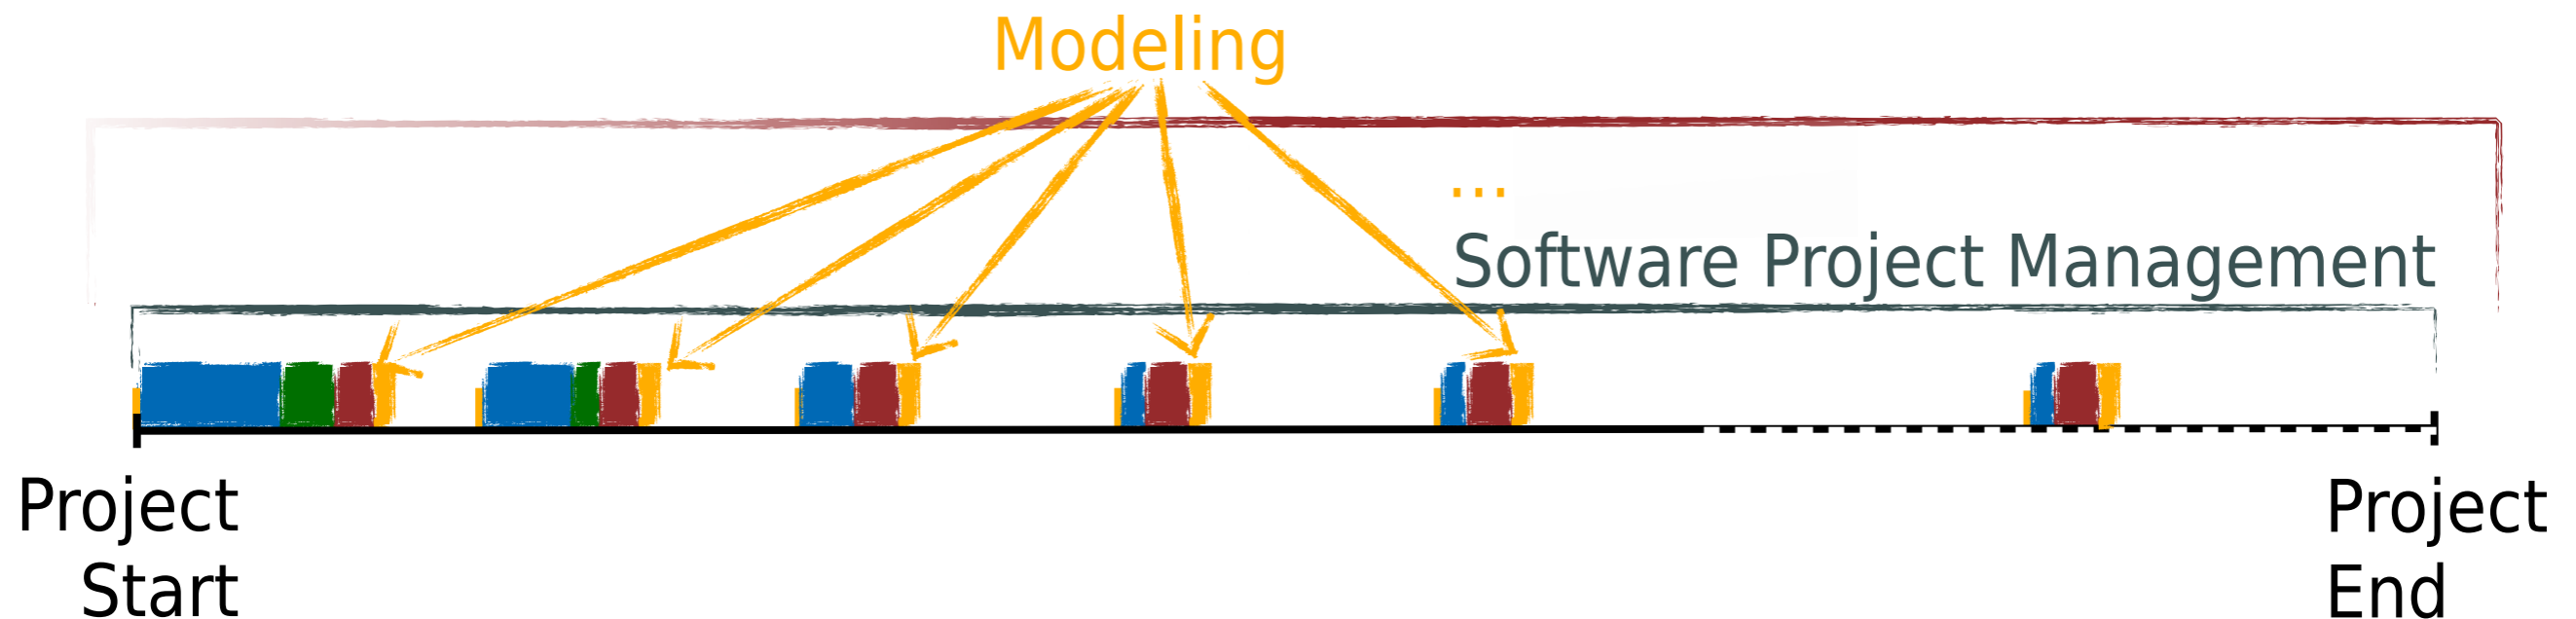 Modeling
...
Software Project Management
Project
Start
Project
End